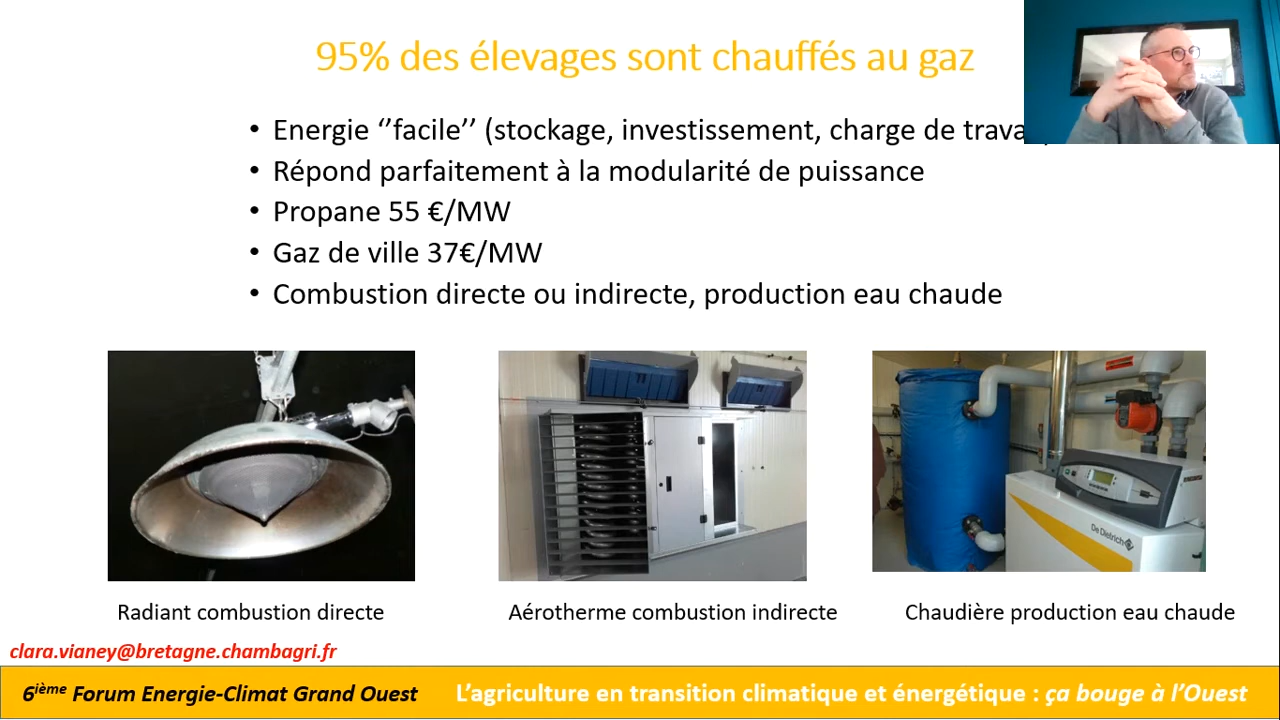 95% des élevages sont chauffés au gaz
• Energie ‘’facile’’ (stockage, investissement, charge de
• Répond parfaitement à la modularité de puissance
• Propane 55 €/MW
• Gaz de ville 37€/MW
• Combustion directe ou indirecte, production eau chaude
De Dietrich
Radiant combustion directe
Aérotherme combustion indirecte
Chaudière production eau chaude
clara.vianey@bretagne.chambagri.fr
6ième Forum Energie-Climat Grand Ouest
L’agriculture en transition climatique et énergétique : ça bouge à l’Ouest